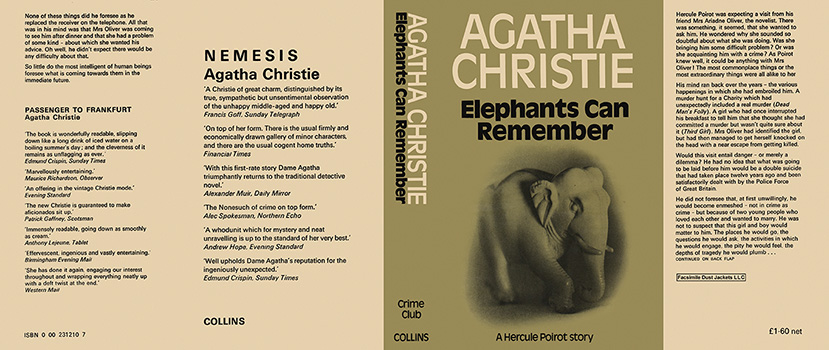 None of these things did he foresee as he
replaced the receiver on the telephone. All that
was in his mind was that Mrs Oliver was coming
to see him after dinner and that she had a problem
of some kind - about which she wanted his
advice. Oh well, he didn't expect there would be
any difficulty about that.
So little do the most intelligent of human beings
foresee what is coming towards them in the
immediate future.
PASSENGER TO FRANKFURT
Agatha Christie
'The book is wonderfully readable, slipping
down like a long drink of iced water on a
boiling summer's day; and the cleverness of it
remains as unflagging as ever.'
Edmund Crispin, Sunday Times
'Marvellously entertaining.'
Maurice Richardson, Observer
'An offering in the vintage Christie mode.'
Evening Standard
'The new Christie is guaranteed to make
aficionados sit up.'
Patrick Gaffney, Scotsman
'Immensely readable, going down as smoothly
as cream.'
Anthony Lejeune, Tablet
'Effervescent, ingenious and vastly entertaining.'
Birmingham Evening Mail
'She has done it again, engaging our interest
throughout and wrapping everything neatly up
with a deft twist at the end.'
Western Mail
ISBN 0 00 231210 7
NEMESIS
Agatha Christie
'A Christie of great charm, distinguished by its
true, sympathetic but unsentimental observation
of the unhappy middle-aged and happy old.'
Francis Goff, Sunday Telegraph
'On top of her form. There is the usual firmly and
economically drawn gallery of minor characters,
and there are the usual cogent home truths.'
Financial Times
'With this first-rate story Dame Agatha
triumphantly returns to the traditional detective
novel.'
Alexander Muir, Daily Mirror
'The Nonesuch of crime on top form.'
Alec Spokesman, Northern Echo
'A whodunit which for mystery and neat
unravelling is up to the standard of her very best.'
Andrew Hope, Evening Standard
'Well upholds Dame Agatha's reputation for the
ingeniously unexpected.'
Edmund Crispin, Sunday Times
COLLINS
AGATHA CHRISTIE
Elephants Can Remember
Crime
Club
COLLINS
AGATHA
CHRISTIE
Elephants Can
Remember
A Hercule Poirot story
Hercule Poirot was expecting a visit from his
friend Mrs Ariadne Oliver, the novelist. There
was something, it seemed, that she wanted to
ask him. He wondered why she sounded so
doubtful about what she was doing. Was she
bringing him some difficult problem? Or was
she acquainting him with a crime? As Poirot
knew well, it could be anything with Mrs
Oliver! The most commonplace things or the
most extraordinary things were all alike to her
His mind ran back over the years - the various
happenings in which she had embroiled him. A
murder hunt for a Charity which had
unexpectedly included a real murder (Dead
Man's Folly). A girl who had once interrupted
his breakfast to tell him that she thought she had
committed a murder but wasn't quite sure about
it (Third Girl). Mrs Oliver had identified the girl,
but had then managed to get herself knocked on
the head with a near escape from getting killed.
Would this visit entail danger - or merely a
dilemma? He had no idea that what was going
to be laid before him would be a double suicide
that had taken place twelve years ago and been
satisfactorily dealt with by the Police Force
of Great Britain.
He did not foresee that, at first unwillingly, he
would become enmeshed - not in crime as
crime - but because of two young people who
loved each other and wanted to marry. He was
not to suspect that this girl and boy would
matter to him. The places he would go, the
questions he would ask, the activities in which
he would engage, the pity he would feel, the
depths of tragedy he would plumb . . .
CONTINUED ON BACK FLAP
Facsimile Dust Jackets LLC
£1·60 net